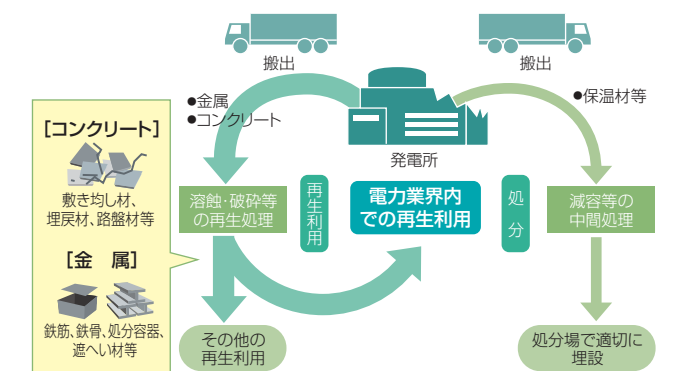 搬出
搬出
●金属
●コンクリート
●保温材等
発電所
[コンクリート]
敷き均し材、
埋戻材、路盤材等
[金　属]
鉄筋、鉄骨、処分容器、
遮へい材等
溶蝕・破砕等
の再生処理
再生利用
電力業界内
での再生利用
処分
減容等の
中間処理
その他の
再生利用
処分場で適切に
埋設